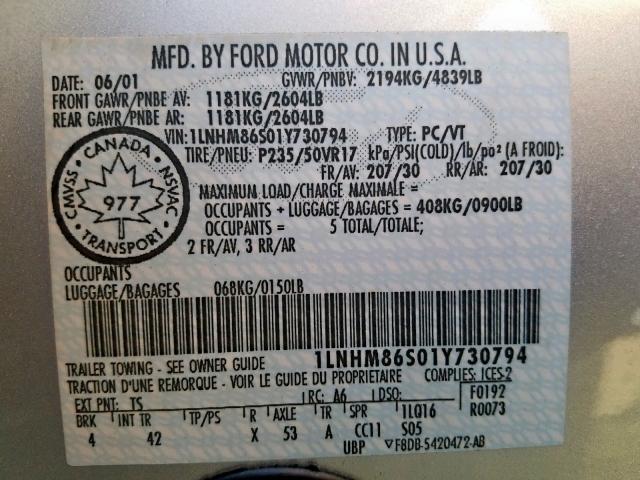 MFD. BY FORD MOTOR CO. IN U.S.A.
DATE: 06/01 GVWR/PNBV: 2194KG/4839LB
FRONT GAWR/PNBE AV: 1181KG/2604LB
REAR GAWR/PNBE AR: 1181KG/2604LB
VIN: 1LNHM86S01Y730794 TYPE: PC/VT
TIRE/PNEU: P235/50VR17 kPa/PSI(COLD)/lb/po² (A FROID):
FR/AV: 207/30 RR/AR: 207/30
CANADA
CMVSS NSVAC
977
TRANSPORT
MAXIMUM LOAD/CHARGE MAXIMALE =
OCCUPANTS + LUGGAGE/BAGAGES = 408KG/0900LB
OCCUPANTS = 5 TOTAL/TOTALE;
2 FR/AV, 3 RR/AR
OCCUPANTS
LUGGAGE/BAGAGES 068KG/0150LB
1LNHM86S01Y730794
TRAILER TOWING - SEE OWNER GUIDE
TRACTION D'UNE REMORQUE - VOIR LE GUIDE DU PROPRIETAIRE COMPLIES: ICES-2
EXT PNT: TS RC: A6 DSO: F0192
BRK INT TR TP/PS R AXLE TR SPR 1LQ16 R0073
4 42 X 53 A CC11 S05
UBP F8DB-5420472-AB